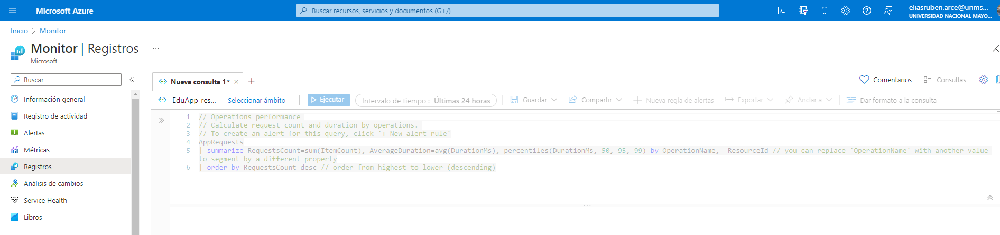 Microsoft Azure
Buscar recursos, servicios y documentos (G+/)
eliasruben.arce@unms...
UNIVERSIDAD NACIONAL MAYO...
Inicio > Monitor
Monitor | Registros ...
Microsoft
Buscar
«
Información general
Registro de actividad
Alertas
Métricas
Registros
Análisis de cambios
Service Health
Libros
Nueva consulta 1* × +
Comentarios
Consultas
EduApp-res...
Seleccionar ámbito
Ejecutar
Intervalo de tiempo : Últimas 24 horas
Guardar
Compartir
Nueva regla de alertas
Exportar
Anclar a
Dar formato a la consulta
1 // Operations performance
2 // Calculate request count and duration by operations.
3 // To create an alert for this query, click '+ New alert rule'
4 AppRequests
5 | summarize RequestsCount=sum(ItemCount), AverageDuration=avg(DurationMs), percentiles(DurationMs, 50, 95, 99) by OperationName, _ResourceId // you can replace 'OperationName' with another value
to segment by a different property
6 | order by RequestsCount desc // order from highest to lower (descending)